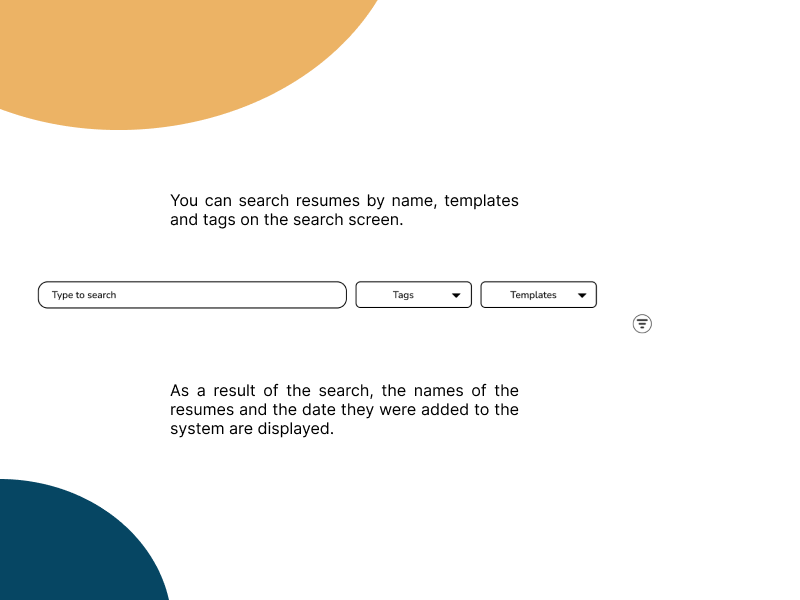 You can search resumes by name, templates
and tags on the search screen.
Type to search
Tags
Templates
As a result of the search, the names of the
resumes and the date they were added to the
system are displayed.